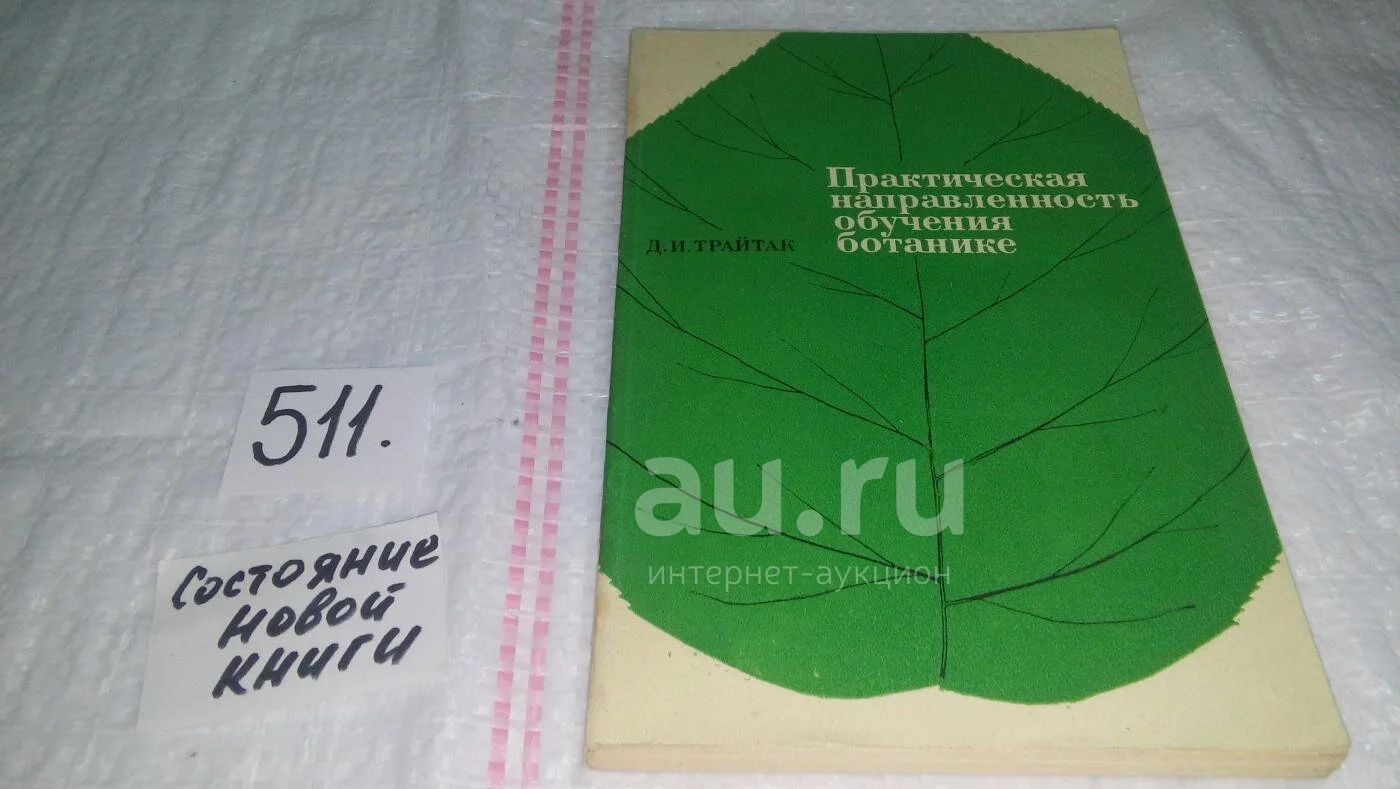 Практическая
направленность
обучения
ботанике
Д. И. ТРАЙТАК
511.
Состояние
новой
книги
au.ru
интернет-аукцион